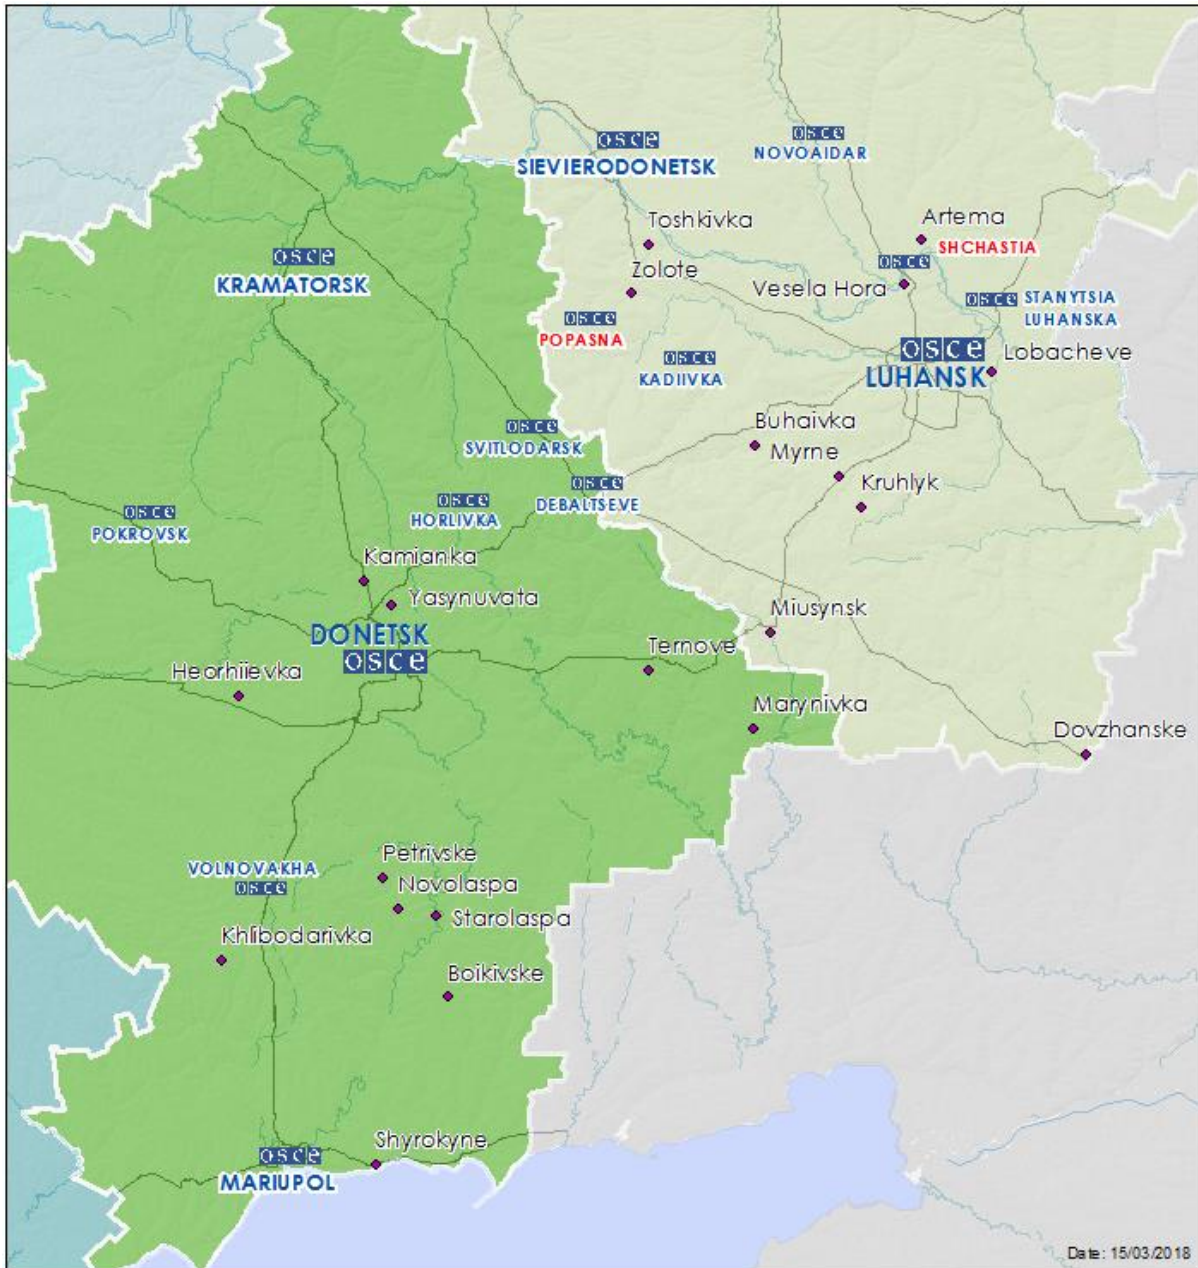 osce
SIEVIERODONETSK
osce
NOVOAIDAR
Toshkivka
Artema
SHCHASTIA
osce
KRAMATORSK
Zolote
osce
Vesela Hora
osce
STANYTSIA
LUHANSKA
osce
POPASNA
osce
KADIIVKA
osce
LUHANSK
Lobacheve
osce
SVITLODARSK
Buhaivka
Myrne
Kruhlyk
osce
DEBALTSEVE
osce
HORLIVKA
osce
POKROVSK
Kamianka
Yasynuvata
DONETSK
osce
Miusynsk
Ternove
Heorhiievka
Marynivka
Dovzhanske
VOLNOVAKHA
osce
Petrivske
Novolaspa
Starolaspa
Khlibodarivka
Boikivske
Shyrokyne
osce
MARIUPOL
Date: 15/03/2018